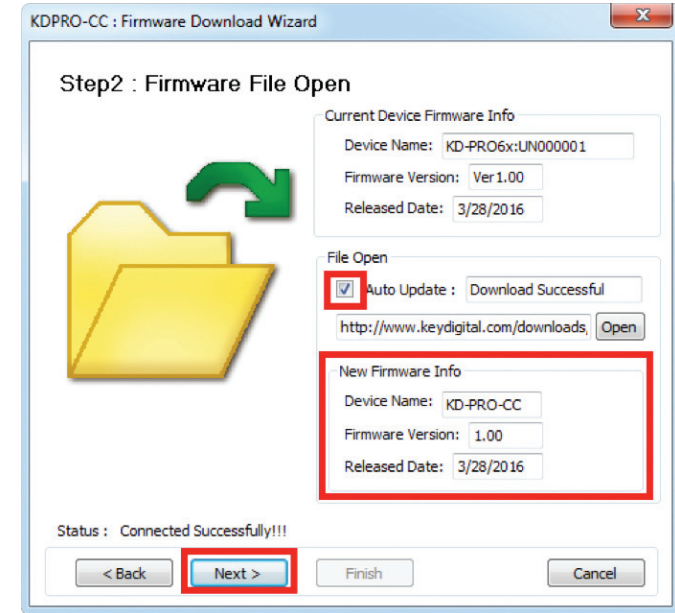 KDPRO-CC : Firmware Download Wizard
x
Step2 : Firmware File Open
Current Device Firmware Info
Device Name: KD-PRO6x:UN000001
Firmware Version: Ver1.00
Released Date: 3/28/2016
File Open
Auto Update : Download Successful
http://www.keydigital.com/downloads, Open
New Firmware Info
Device Name: KD-PRO-CC
Firmware Version: 1.00
Released Date: 3/28/2016
Status : Connected Successfully!!!
< Back Next > Finish Cancel